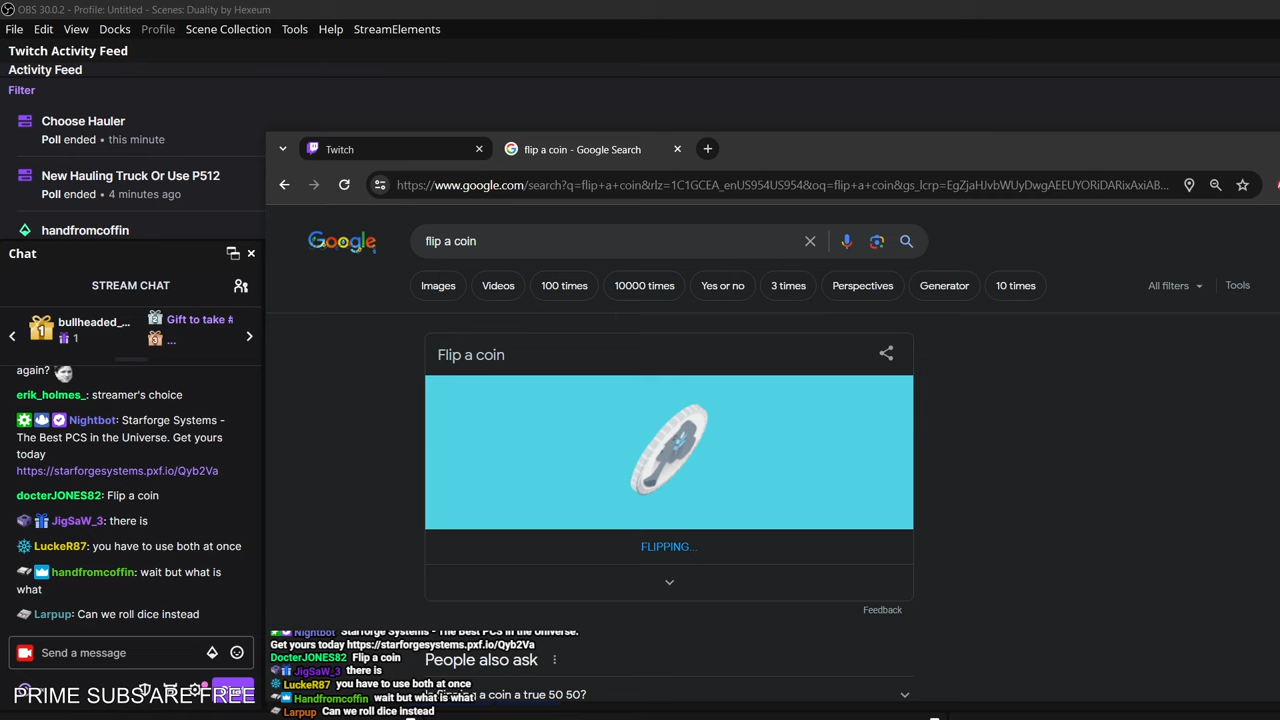 OBS 30.0.2 - Profile: Untitled - Scenes: Duality by Hexeum
File Edit View Docks Profile Scene Collection Tools Help StreamElements
Twitch Activity Feed
Activity Feed
Filter
Choose Hauler
Poll ended • this minute
New Hauling Truck Or Use P512
Poll ended • 4 minutes ago
handfromcoffin
Chat
STREAM CHAT
bullheaded_...
1
Gift to take #
...
again?
erik_holmes_: streamer's choice
Nightbot: Starforge Systems -
The Best PCS in the Universe. Get yours
today
https://starforgesystems.pxf.io/Qyb2Va
docterJONES82: Flip a coin
JigSaW_3: there is
LuckeR87: you have to use both at once
handfromcoffin: wait but what is
what
Larpup: Can we roll dice instead
Send a message
PRIME SUBS ARE FREE
Twitch
flip a coin - Google Search
https://www.google.com/search?q=flip+a+coin&rlz=1C1GCEA_enUS954US954&oq=flip+a+coin&gs_lcrp=EgZjaHJvbWUyDwgAEEUYORiDARixAxiAB...
Google
flip a coin
Images Videos 100 times 10000 times Yes or no 3 times Perspectives Generator 10 times
All filters Tools
Flip a coin
FLIPPING...
Feedback
Nightbot Starforge Systems - The Best PCS in the Universe.
Get yours today https://starforgesystems.pxf.io/Qyb2Va
DocterJONES82 Flip a coin
People also ask
JigSaW_3 there is
LuckeR87 you have to use both at once
a coin a true 50 50?
Handfromcoffin wait but what is what
Larpup Can we roll dice instead